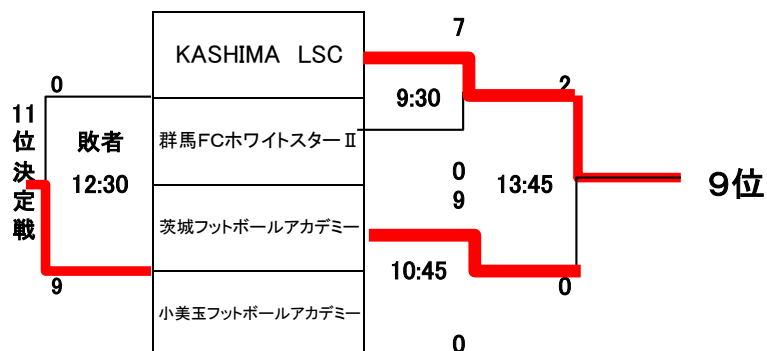 7
KASHIMA LSC
0
2
9:30
11位決定戦
敗者
群馬FCホワイトスターⅡ
12:30
0
13:45
9位
9
茨城フットボールアカデミー
10:45
9
0
小美玉フットボールアカデミー
0